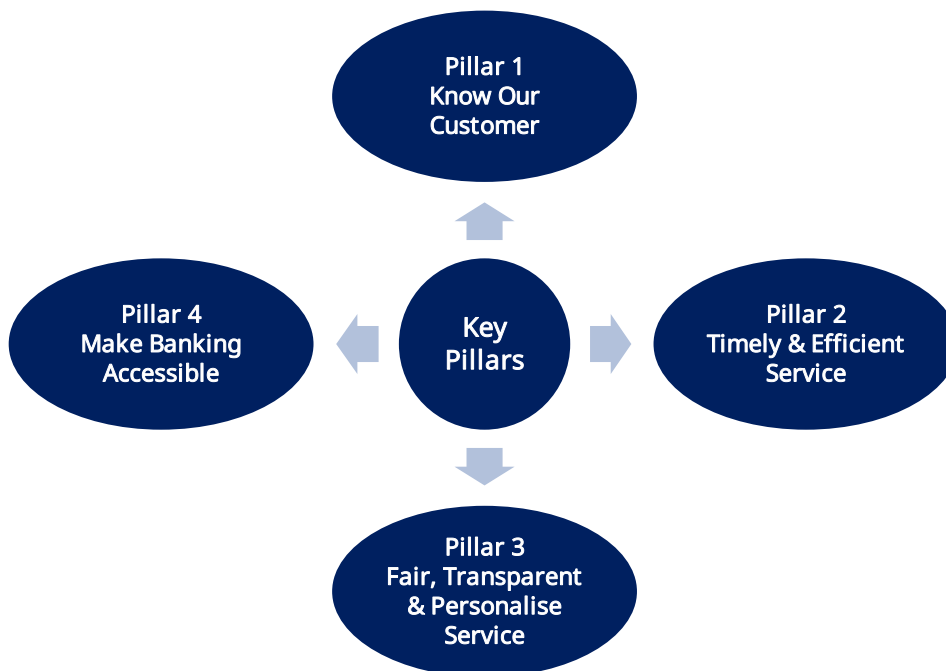 Pillar 1
Know Our
Customer
Pillar 4
Make Banking
Accessible
Key
Pillars
Pillar 2
Timely & Efficient
Service
Pillar 3
Fair, Transparent
& Personalise
Service